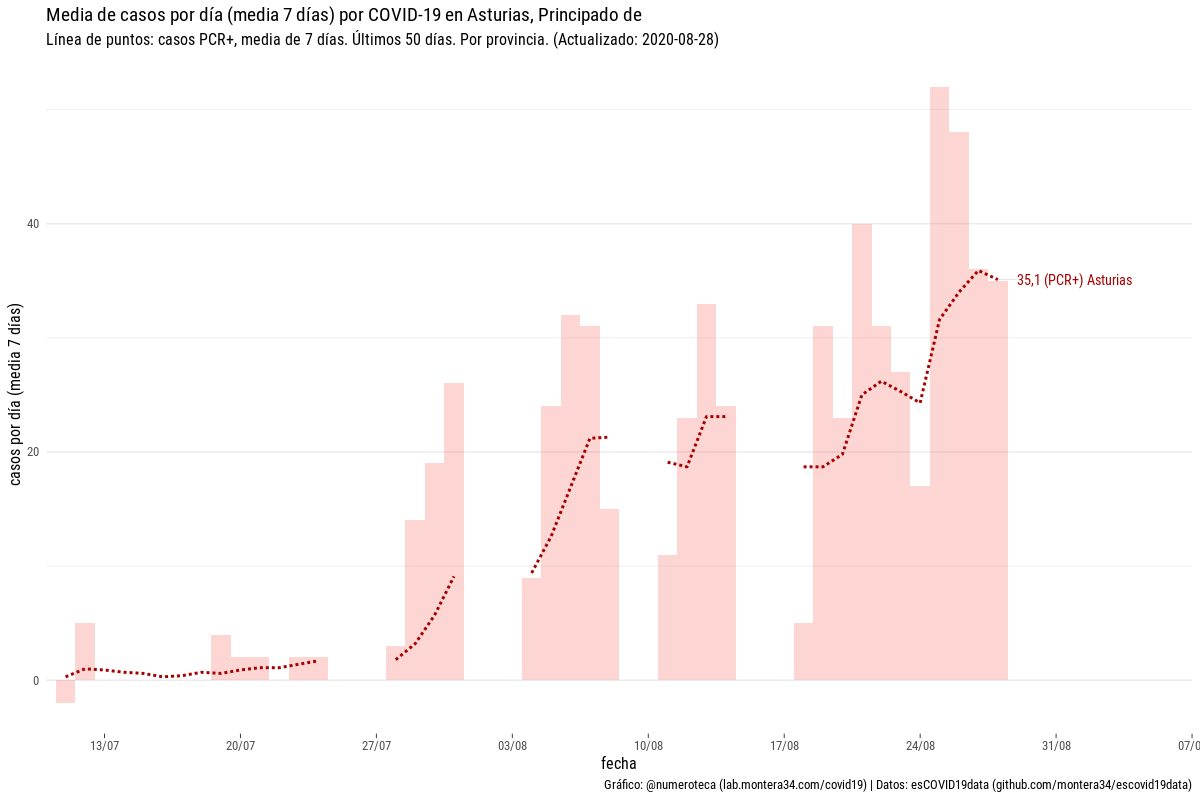 Media de casos por día (media 7 días) por COVID-19 en Asturias, Principado de
Línea de puntos: casos PCR+, media de 7 días. Últimos 50 días. Por provincia. (Actualizado: 2020-08-28)
casos por día (media 7 días)
40
20
0
35,1 (PCR+) Asturias
13/07 20/07 27/07 03/08 10/08 17/08 24/08 31/08 07/0
fecha
Gráfico: @numeroteca (lab.montera34.com/covid19) | Datos: esCOVID19data (github.com/montera34/escovid19data)